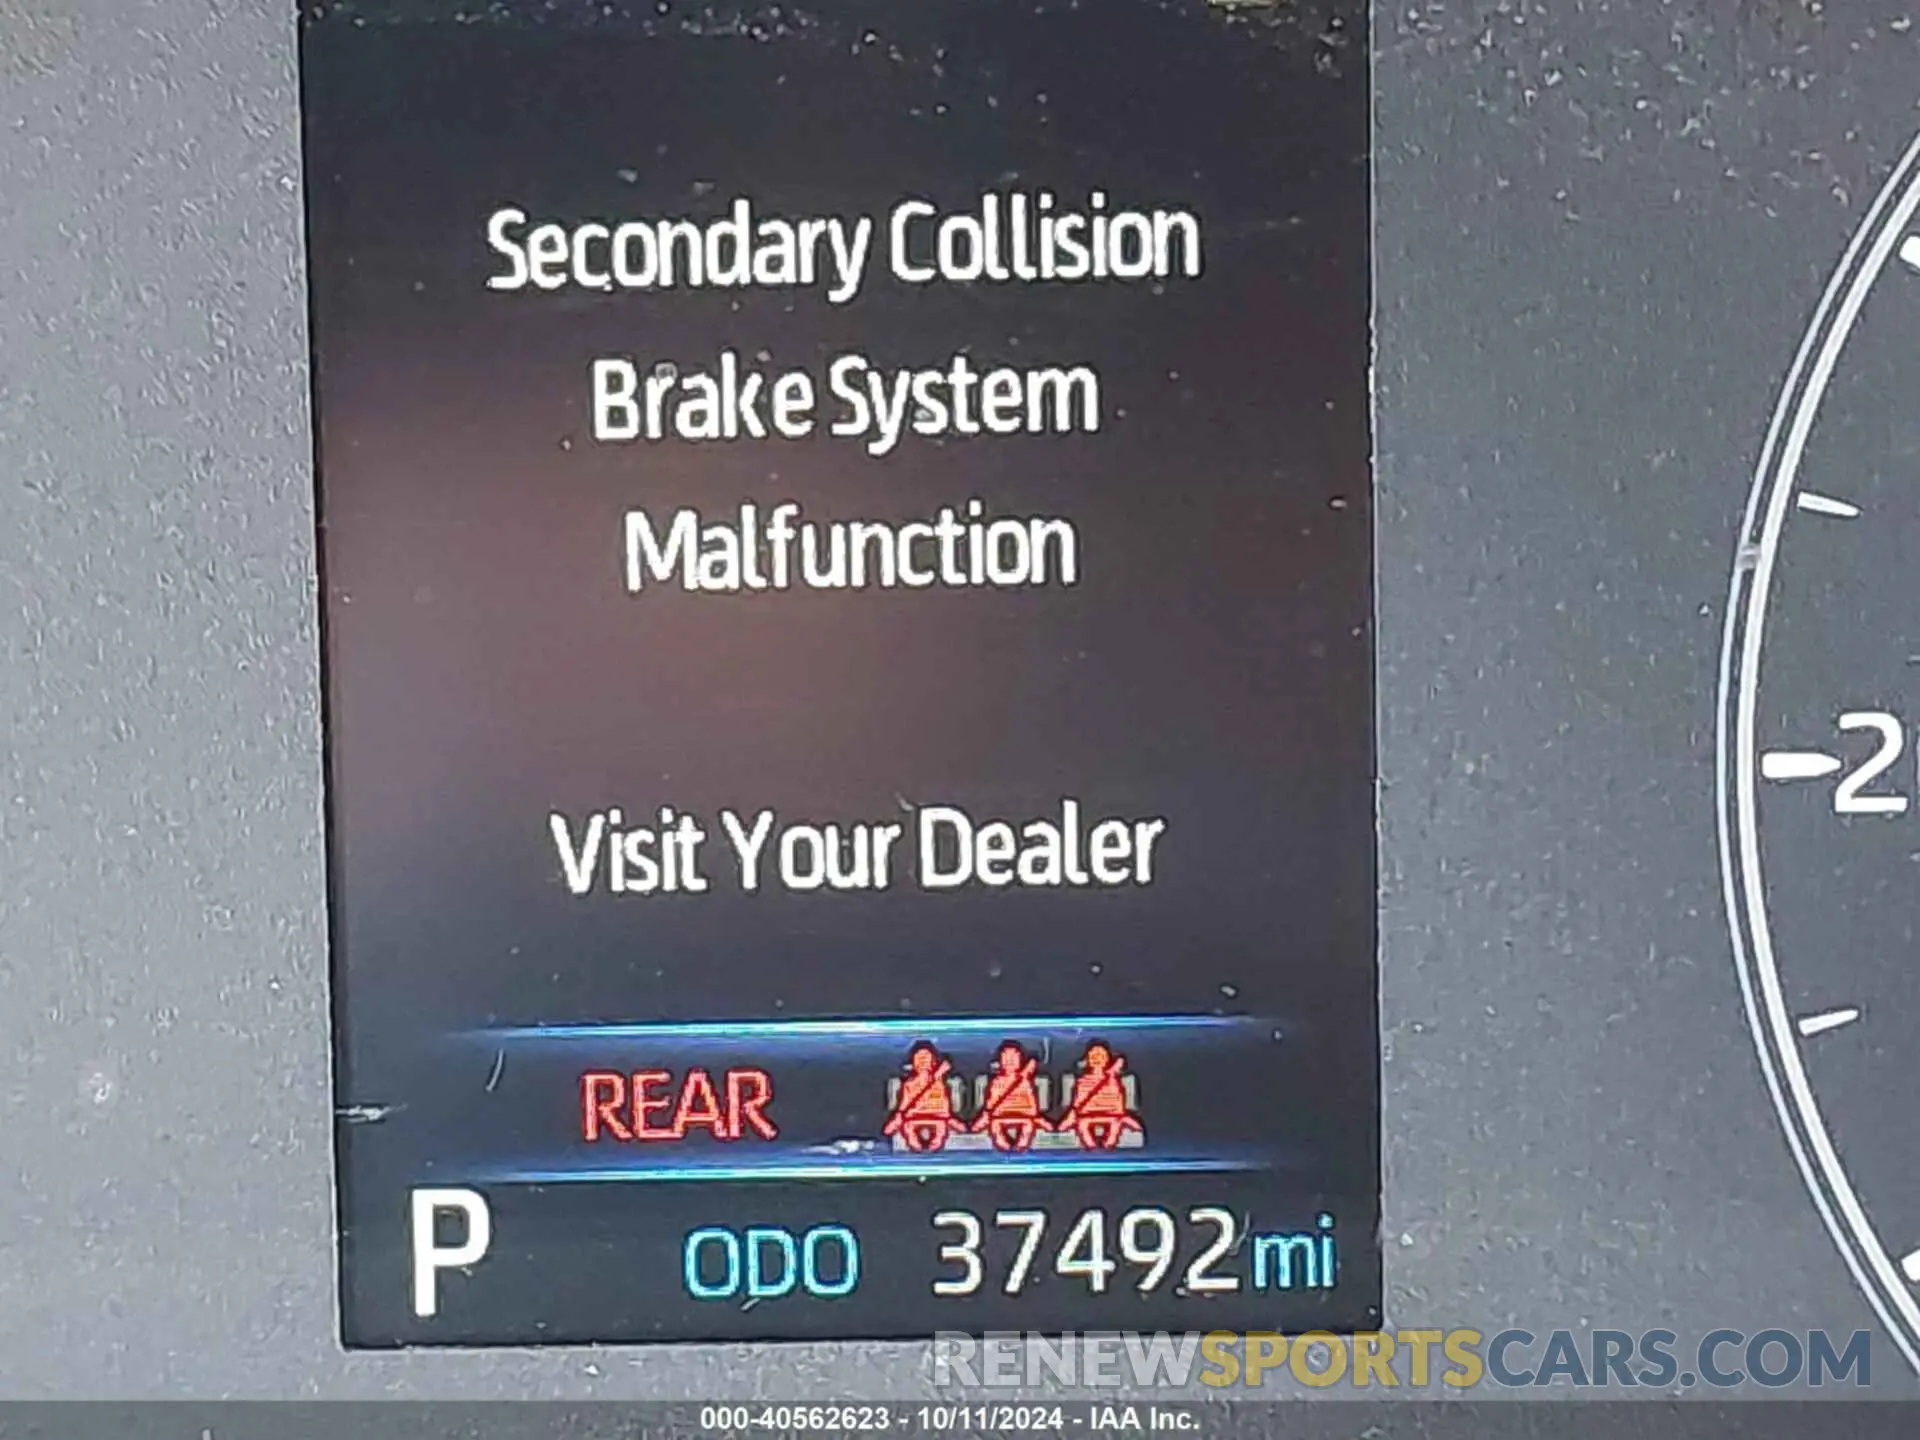 Secondary Collision
Brake System
Malfunction
Visit Your Dealer
REAR
P ODO 37492 mi
RENEWSPORTSCARS.COM
000-40562623 - 10/11/2024 - IAA Inc.